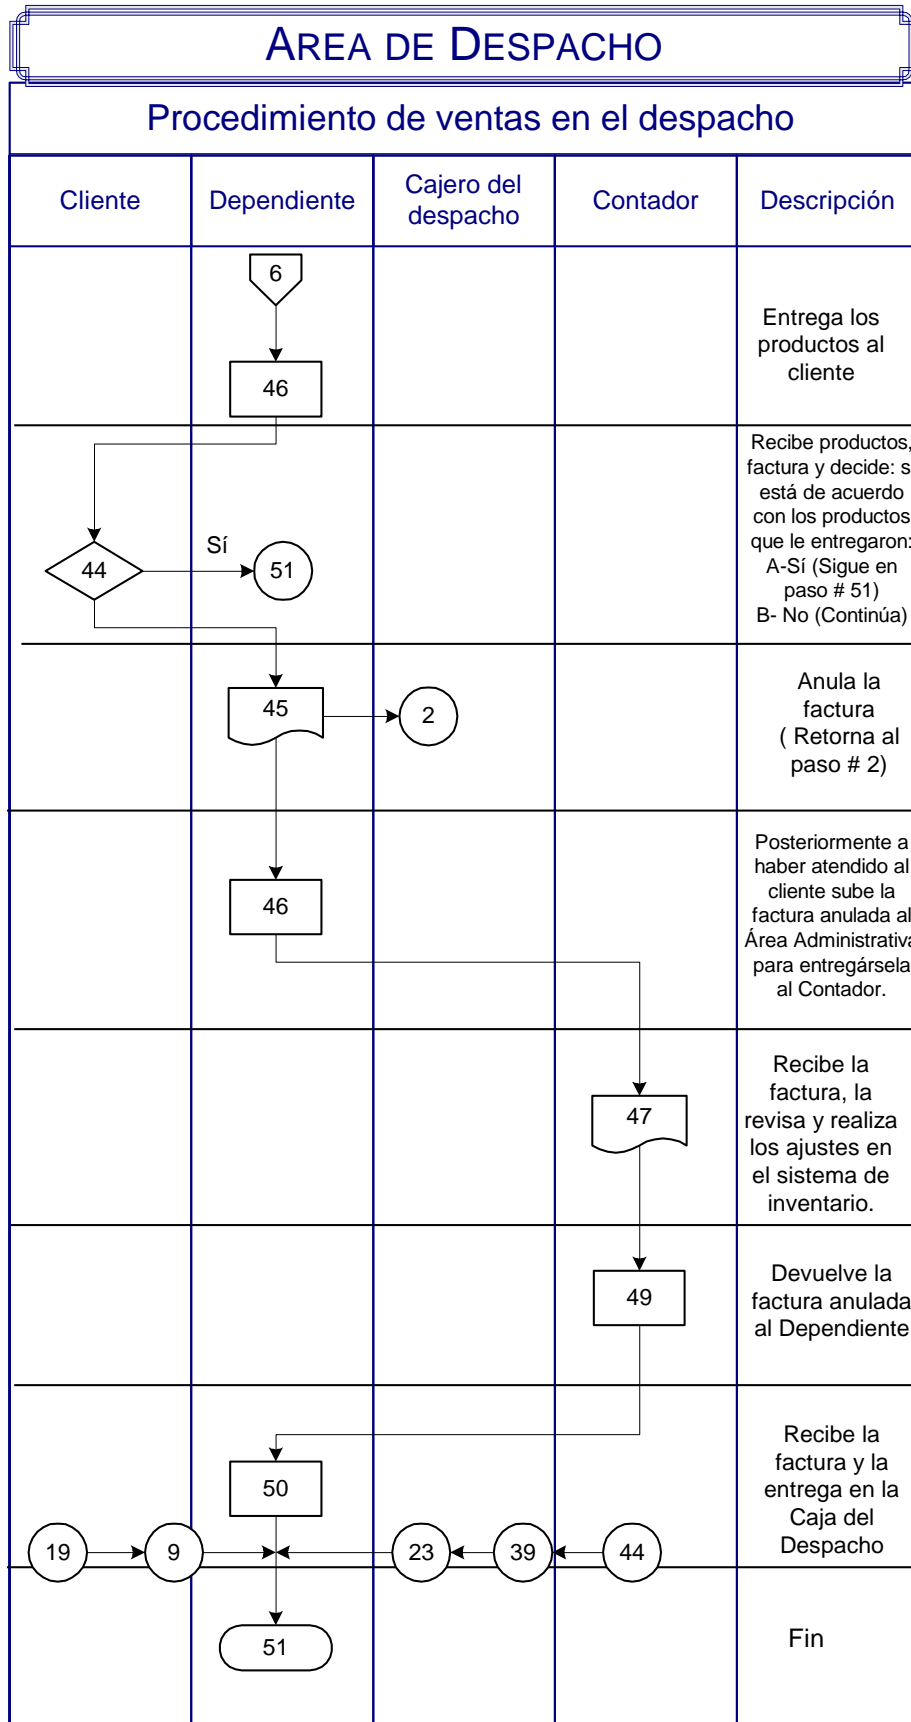 AREA DE DESPACHO
Procedimiento de ventas en el despacho
Cliente
Dependiente
Cajero del
despacho
Contador
Descripción
6
46
Entrega los
productos al
cliente
44
Sí
51
Recibe productos,
factura y decide: s
está de acuerdo
con los productos
que le entregaron:
A-Sí (Sigue en
paso # 51)
B- No (Continúa)
45
2
Anula la
factura
( Retorna al
paso # 2)
46
Posteriormente a
haber atendido al
cliente sube la
factura anulada al
Área Administrativa
para entregársela
al Contador.
47
Recibe la
factura, la
revisa y realiza
los ajustes en
el sistema de
inventario.
49
Devuelve la
factura anulada
al Dependiente
50
Recibe la
factura y la
entrega en la
Caja del
Despacho
19
9
23
39
44
51
Fin